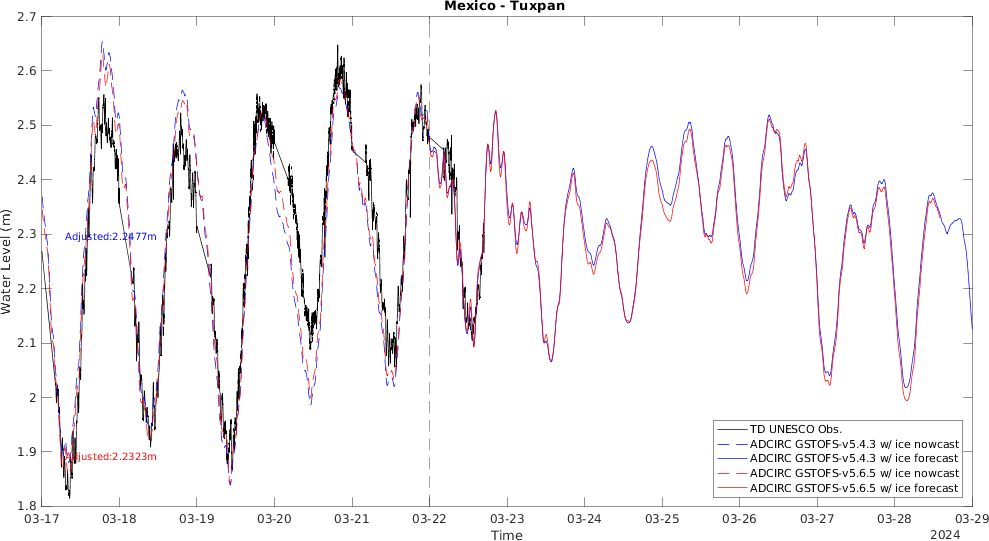 Mexico - Tuxpan
Water Level (m)
2.7
2.6
2.5
2.4
2.3
2.2
2.1
2
1.9
1.8
Adjusted:2.2477m
Adjusted:2.2323m
TD UNESCO Obs.
ADCIRC GSTOFS-v5.4.3 w/ ice nowcast
ADCIRC GSTOFS-v5.4.3 w/ ice forecast
ADCIRC GSTOFS-v5.6.5 w/ ice nowcast
ADCIRC GSTOFS-v5.6.5 w/ ice forecast
03-17 03-18 03-19 03-20 03-21 03-22 03-23 03-24 03-25 03-26 03-27 03-28 03-29
Time
2024